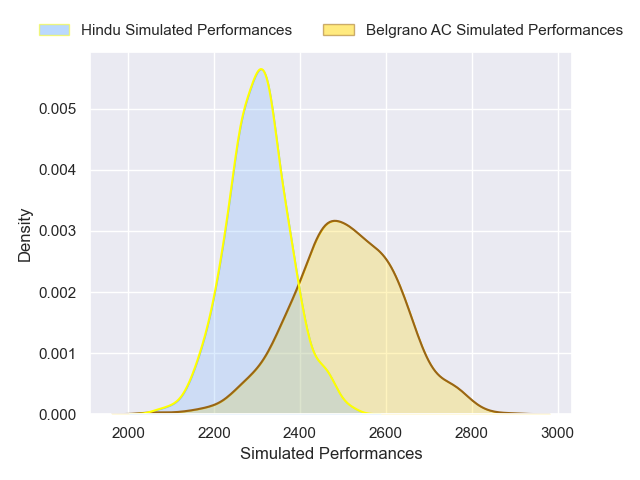 Hindu Simulated Performances
Belgrano AC Simulated Performances
Density
0.005
0.004
0.003
0.002
0.001
0.000
2000 2200 2400 2600 2800 3000
Simulated Performances